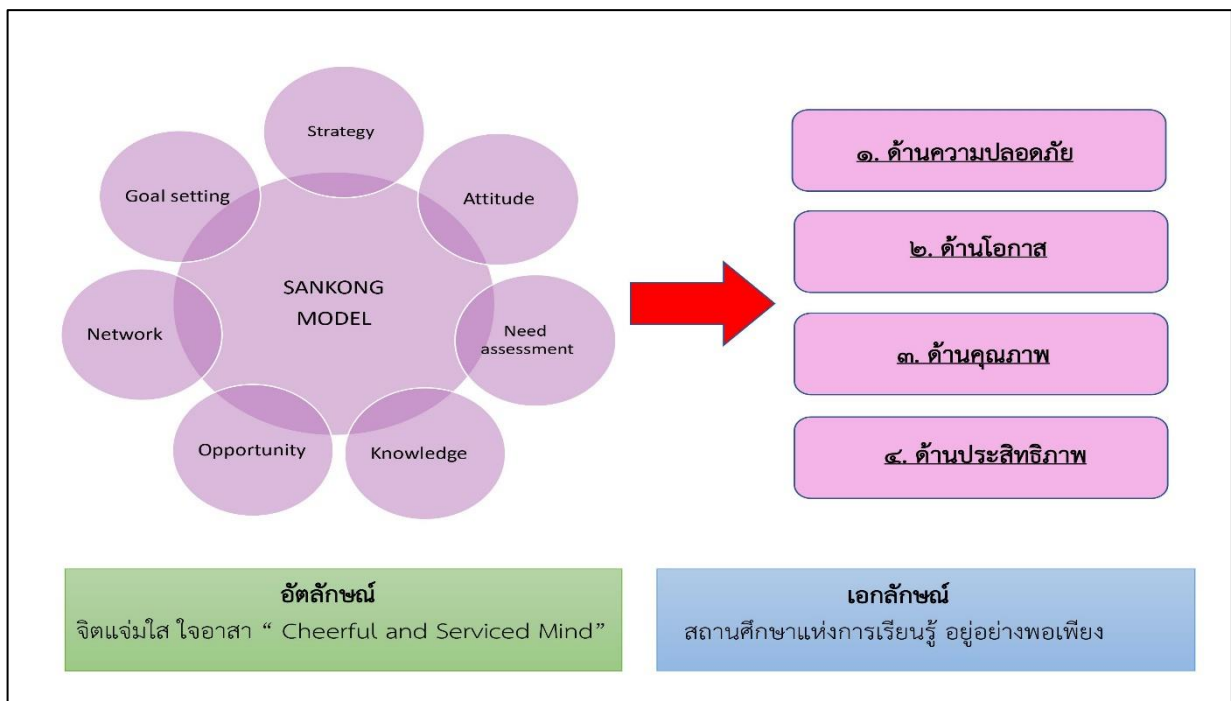 Strategy
Attitude
Need
assessment
Knowledge
Opportunity
Network
Goal setting
SANKONG
MODEL
๑. ด้านความปลอดภัย
๒. ด้านโอกาส
๓. ด้านคุณภาพ
๔. ด้านประสิทธิภาพ
อัตลักษณ์
จิตแจ่มใส ใจอาสา “ Cheerful and Serviced Mind”
เอกลักษณ์
สถานศึกษาแห่งการเรียนรู้ อยู่อย่างพอเพียง